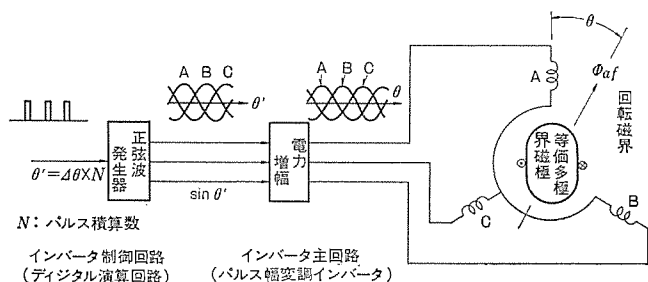 A B C
θ'
A B C
θ
θ
A
Φaf
回転磁界
等価多極
界磁極
B
C
θ'=Δθ×N
正弦波
発生器
sin θ'
電力
増幅
N：パルス積算数
インバータ制御回路
（ディジタル演算回路）
インバータ主回路
（パルス幅変調インバータ）